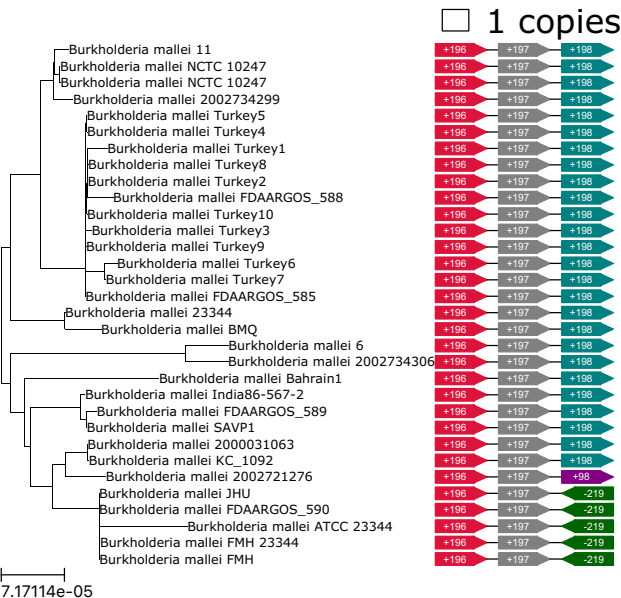 1 copies
Burkholderia mallei 11 +196 +197 +198
Burkholderia mallei NCTC 10247 +196 +197 +198
Burkholderia mallei NCTC 10247 +196 +197 +198
Burkholderia mallei 2002734299 +196 +197 +198
Burkholderia mallei Turkey5 +196 +197 +198
Burkholderia mallei Turkey4 +196 +197 +198
Burkholderia mallei Turkey1 +196 +197 +198
Burkholderia mallei Turkey8 +196 +197 +198
Burkholderia mallei Turkey2 +196 +197 +198
Burkholderia mallei FDAARGOS_588 +196 +197 +198
Burkholderia mallei Turkey10 +196 +197 +198
Burkholderia mallei Turkey3 +196 +197 +198
Burkholderia mallei Turkey9 +196 +197 +198
Burkholderia mallei Turkey6 +196 +197 +198
Burkholderia mallei Turkey7 +196 +197 +198
Burkholderia mallei FDAARGOS_585 +196 +197 +198
Burkholderia mallei 23344 +196 +197 +198
Burkholderia mallei BMQ +196 +197 +198
Burkholderia mallei 6 +196 +197 +198
Burkholderia mallei 2002734306 +196 +197 +198
Burkholderia mallei Bahrain1 +196 +197 +198
Burkholderia mallei India86-567-2 +196 +197 +198
Burkholderia mallei FDAARGOS_589 +196 +197 +198
Burkholderia mallei SAVP1 +196 +197 +198
Burkholderia mallei 2000031063 +196 +197 +198
Burkholderia mallei KC_1092 +196 +197 +198
Burkholderia mallei 2002721276 +196 +197 +98
Burkholderia mallei JHU +196 +197 -219
Burkholderia mallei FDAARGOS_590 +196 +197 -219
Burkholderia mallei ATCC 23344 +196 +197 -219
Burkholderia mallei FMH 23344 +196 +197 -219
Burkholderia mallei FMH +196 +197 -219
7.17114e-05